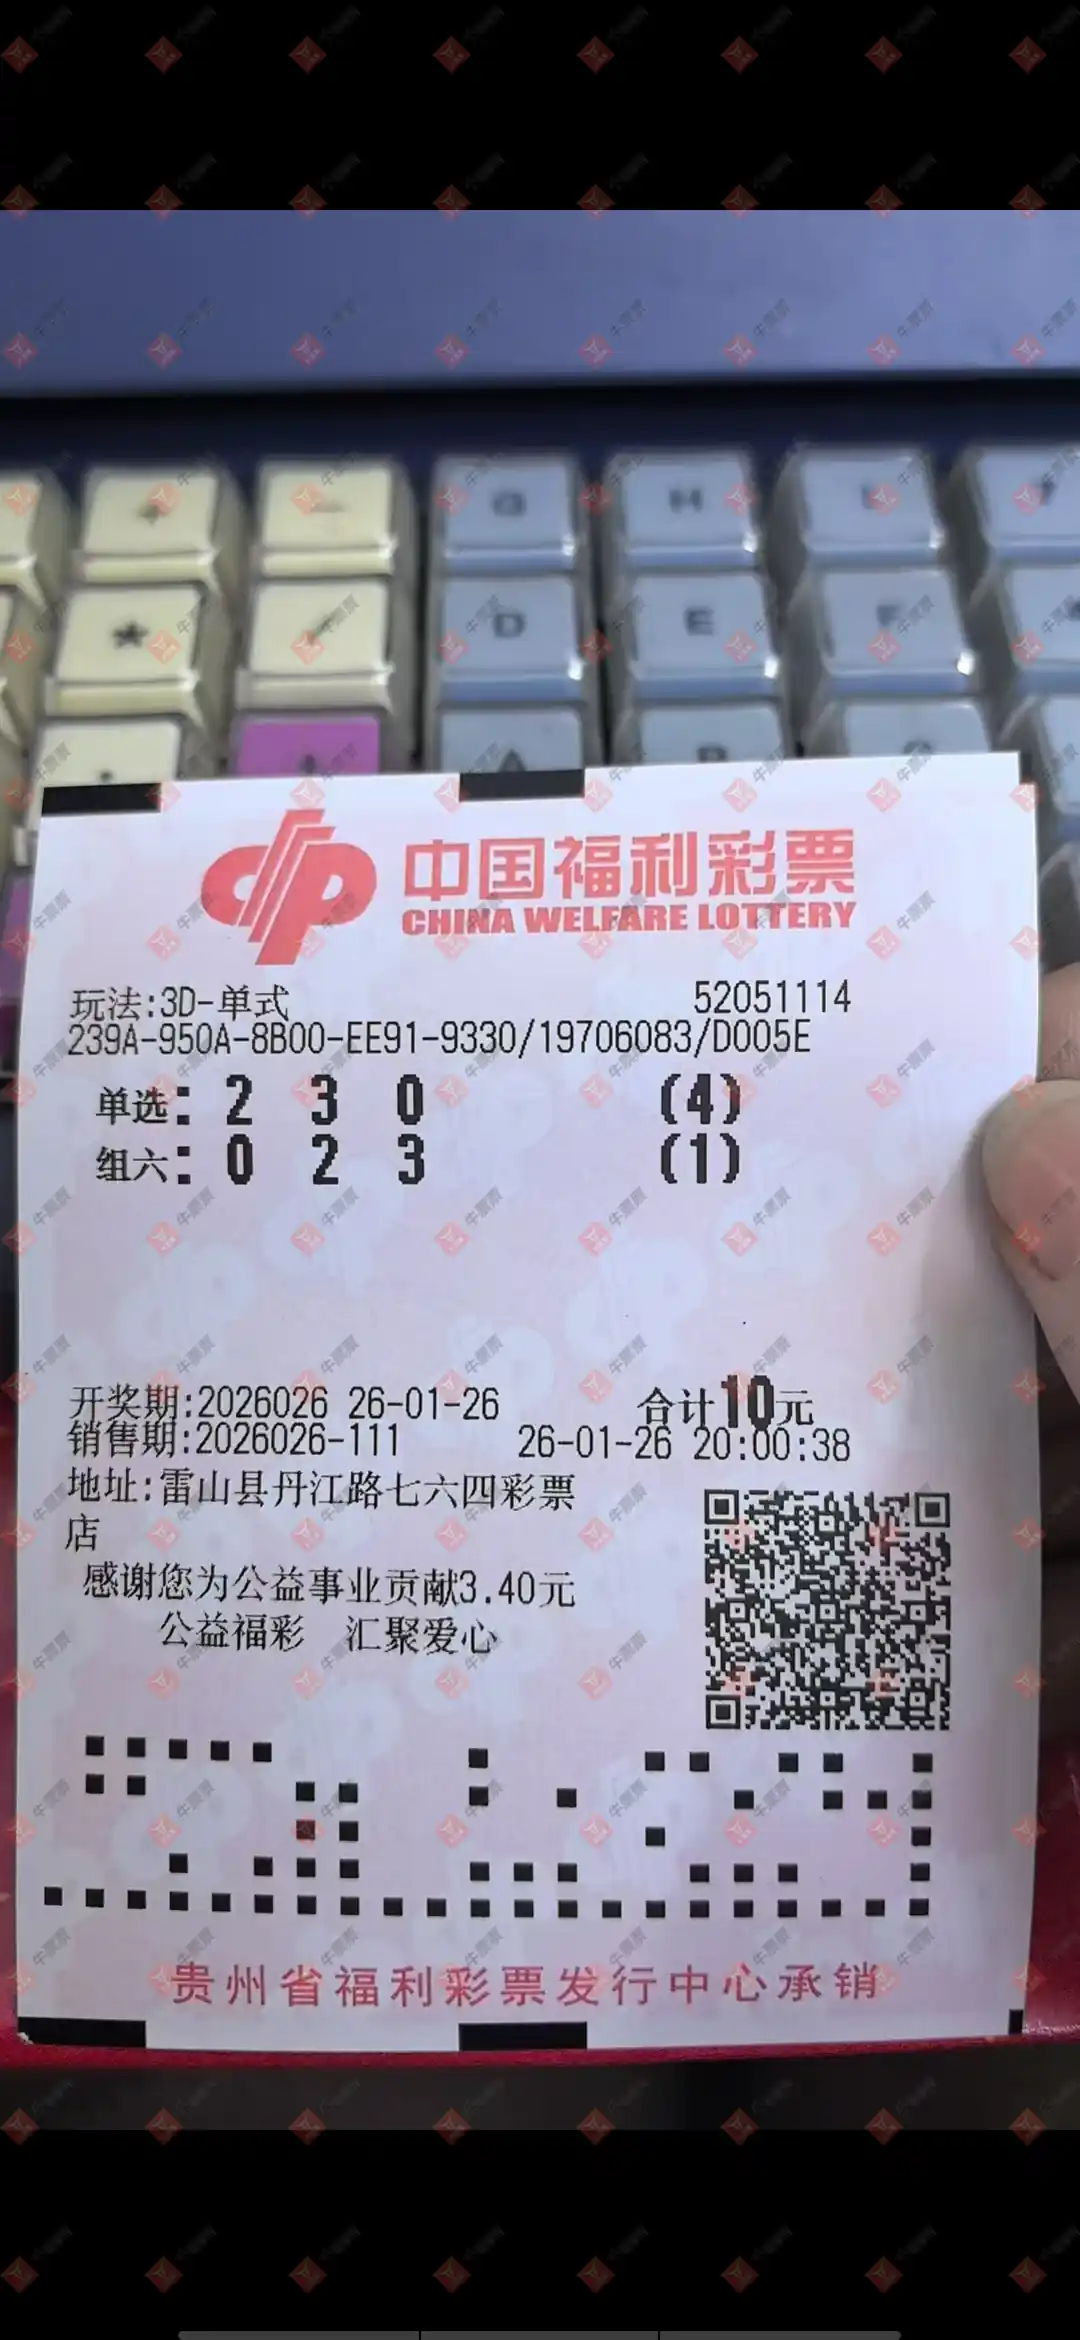 + - G H
* D E F
A B
中国福利彩票
CHINA WELFARE LOTTERY
玩法:3D-单式 52051114
239A-950A-8B00-EE91-9330/19706083/D005E
单选: 2 3 0 (4)
组六: 0 2 3 (1)
开奖期:2026026 26-01-26 合计10元
销售期:2026026-111 26-01-26 20:00:38
地址:雷山县丹江路七六四彩票
店
感谢您为公益事业贡献3.40元
公益福彩 汇聚爱心
贵州省福利彩票发行中心承销
牛票票